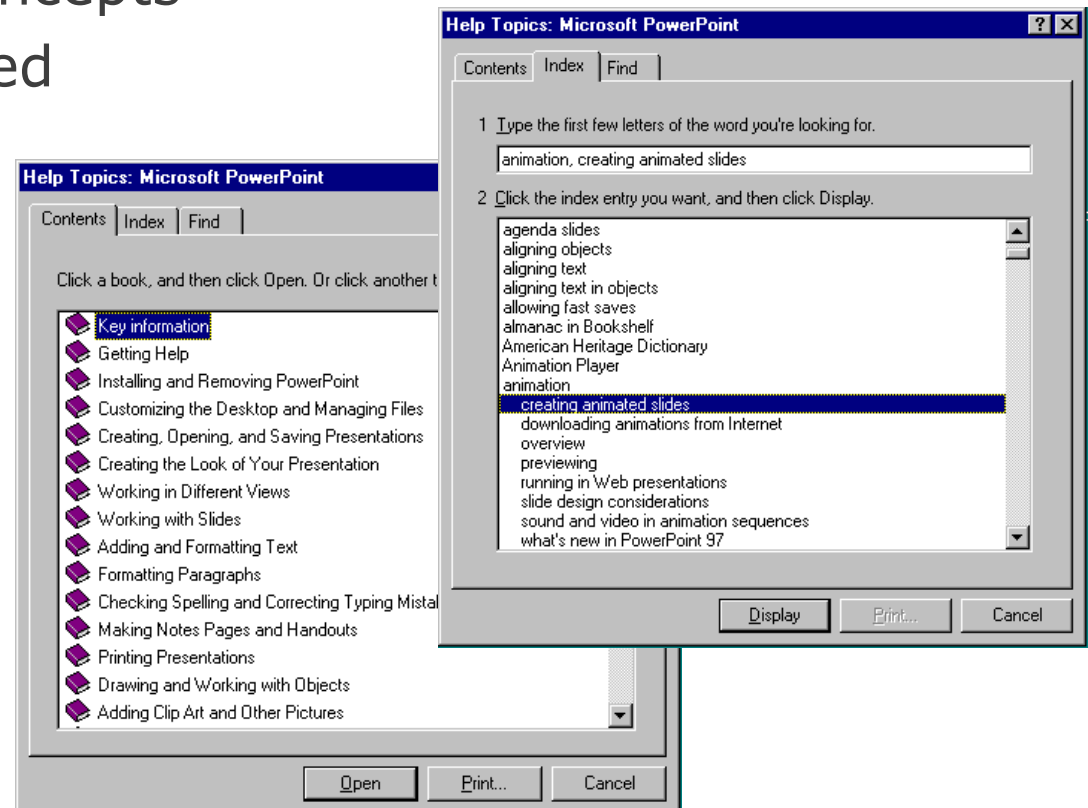 ed
Help Topics: Microsoft PowerPoint
Contents Index Find
1 Type the first few letters of the word you're looking for.
animation, creating animated slides
2 Click the index entry you want, and then click Display.
agenda slides
aligning objects
aligning text
aligning text in objects
allowing fast saves
almanac in Bookshelf
American Heritage Dictionary
Animation Player
animation
creating animated slides
downloading animations from Internet
overview
previewing
running in Web presentations
slide design considerations
sound and video in animation sequences
what's new in PowerPoint 97
Display Print... Cancel
Help Topics: Microsoft PowerPoint
Contents Index Find
Click a book, and then click Open. Or click another t
Key information
Getting Help
Installing and Removing PowerPoint
Customizing the Desktop and Managing Files
Creating, Opening, and Saving Presentations
Creating the Look of Your Presentation
Working in Different Views
Working with Slides
Adding and Formatting Text
Formatting Paragraphs
Checking Spelling and Correcting Typing Mistal
Making Notes Pages and Handouts
Printing Presentations
Drawing and Working with Objects
Adding Clip Art and Other Pictures
Open Print... Cancel